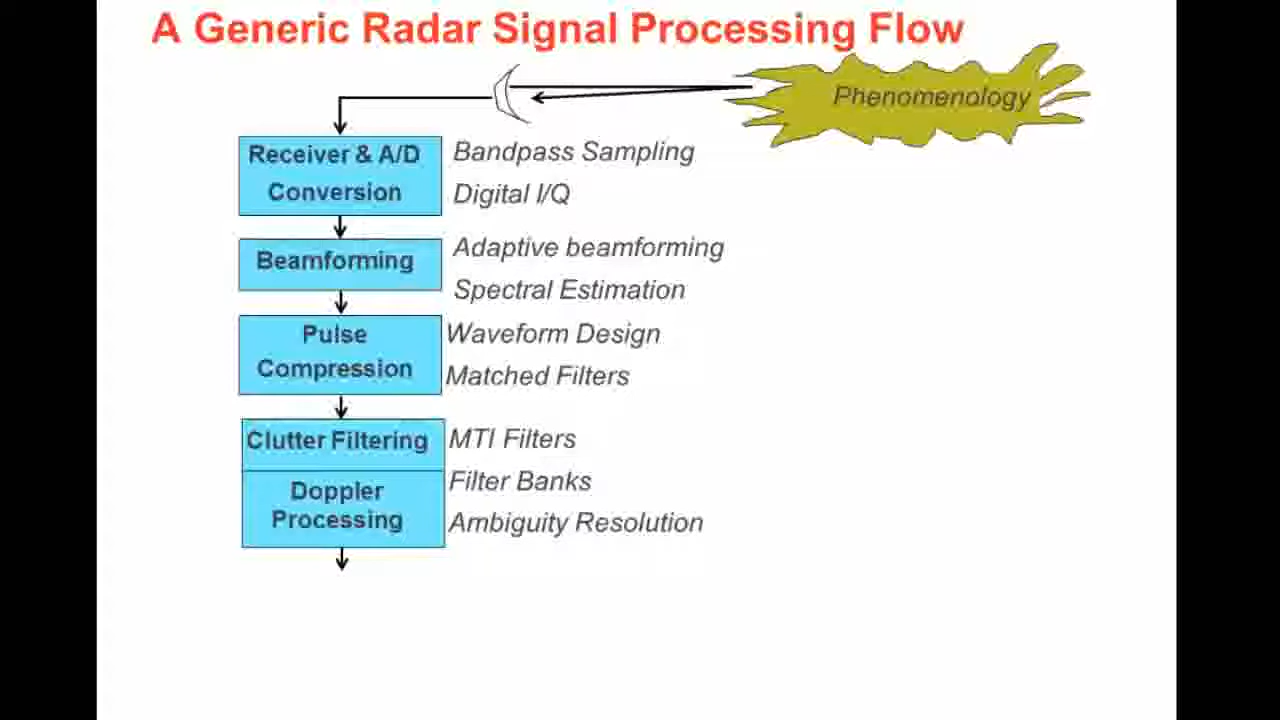 A Generic Radar Signal Processing Flow
Phenomenology
Receiver & A/D
Conversion
Bandpass Sampling
Digital I/Q
Beamforming
Adaptive beamforming
Spectral Estimation
Pulse
Compression
Waveform Design
Matched Filters
Clutter Filtering
MTI Filters
Doppler
Processing
Filter Banks
Ambiguity Resolution